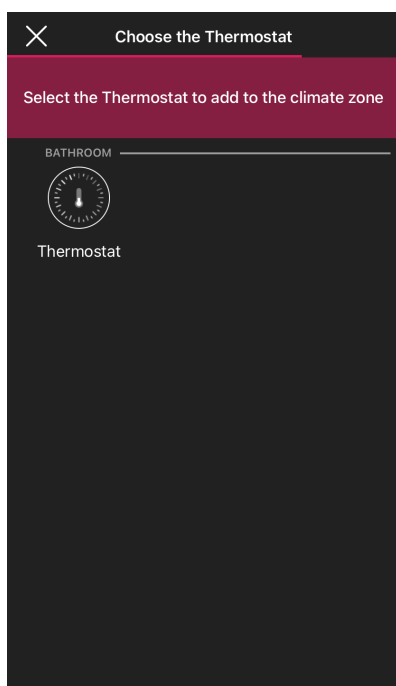 Choose the Thermostat
Select the Thermostat to add to the climate zone
BATHROOM
Thermostat